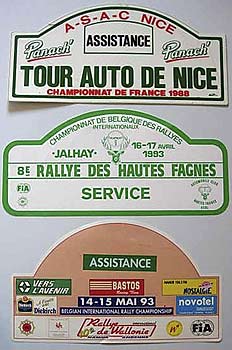 A-S-A-C NICE
Panach'
ASSISTANCE
Panach'
TOUR AUTO DE NICE
CHAMPIONNAT DE FRANCE 1988
CHAMPIONNAT DE BELGIQUE DES RALLYES
INTERNATIONAUX
JALHAY
16-17 AVRIL
1993
8E RALLYE DES HAUTES FAGNES
FIA
SERVICE
ASSISTANCE
VERS L'AVENIR
BASTOS
NOSTALGIE
Diekirch
14-15 MAI 93
novotel
BELGIAN INTERNATIONAL RALLY CHAMPIONSHIP
Rallye de Wallonie
FIA